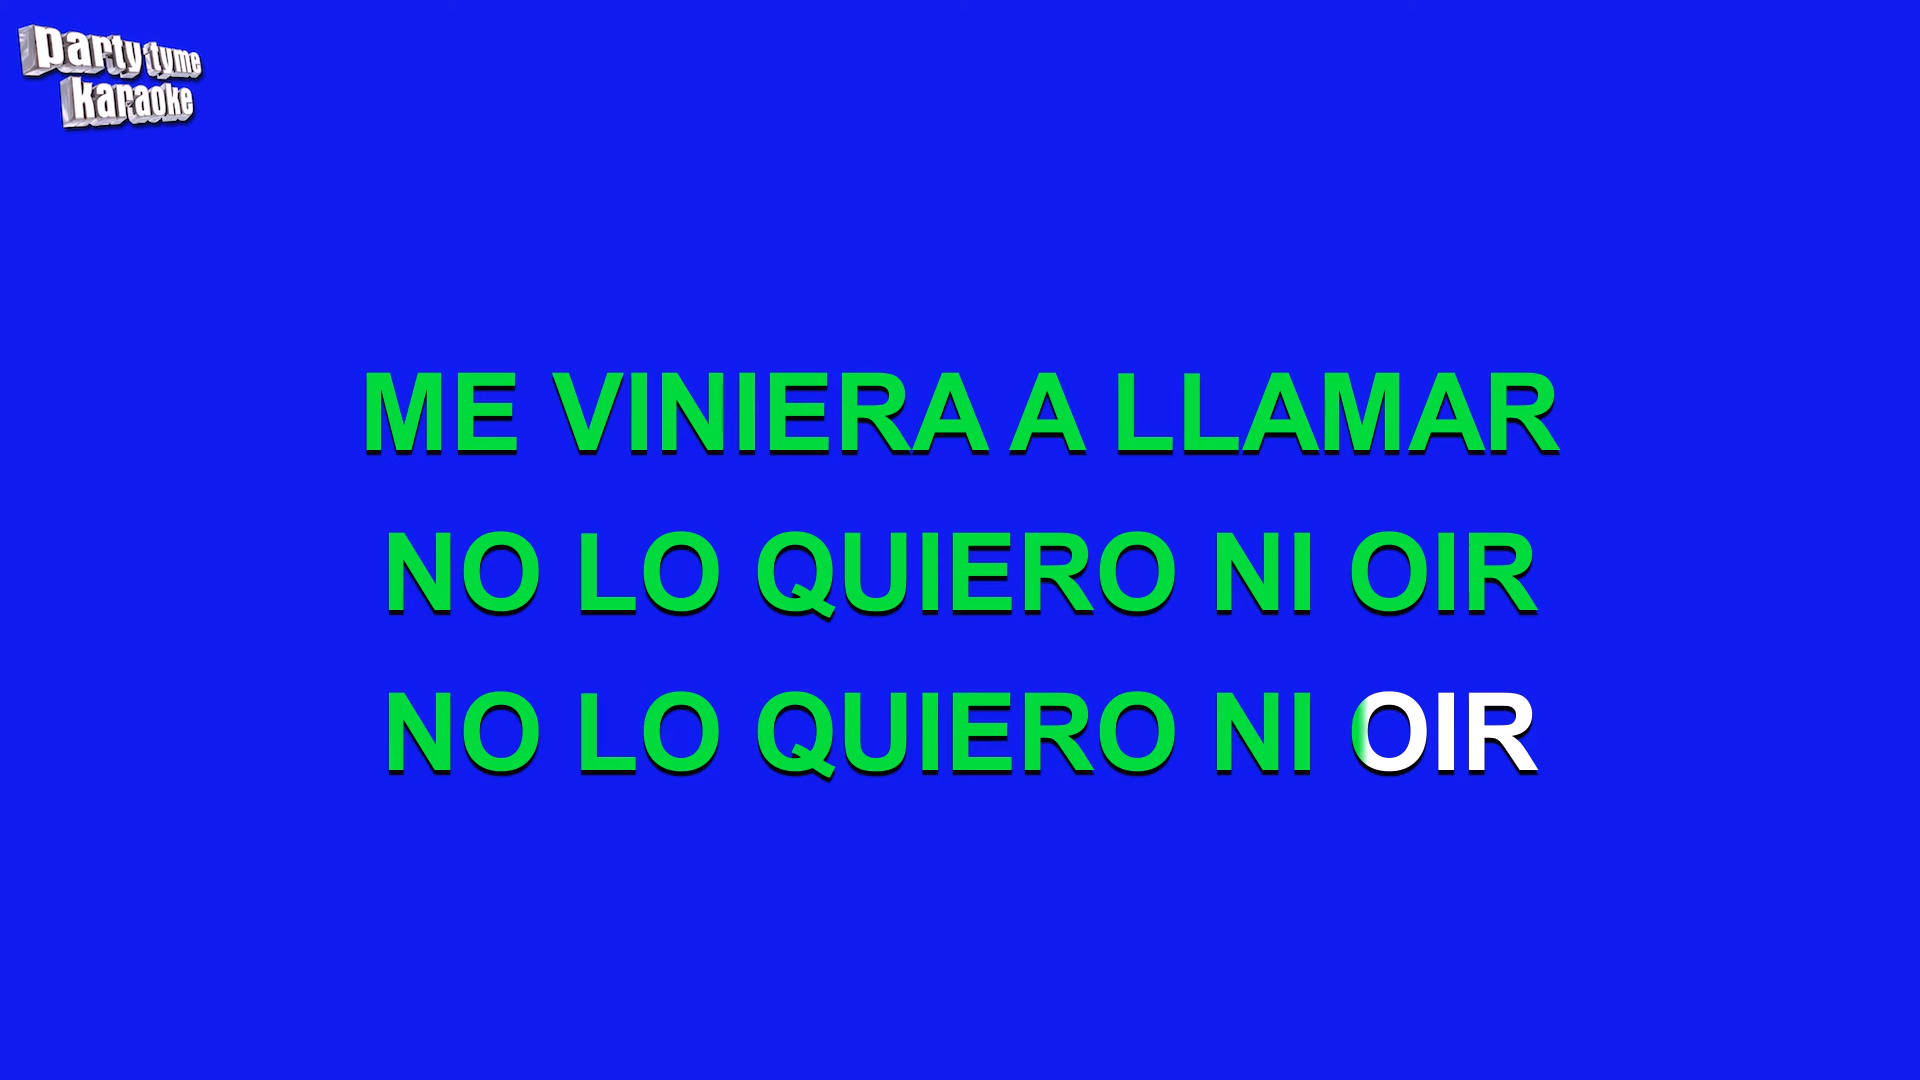 party tyme
karaoke
ME VINIERA A LLAMAR
NO LO QUIERO NI OIR
NO LO QUIERO NI OIR